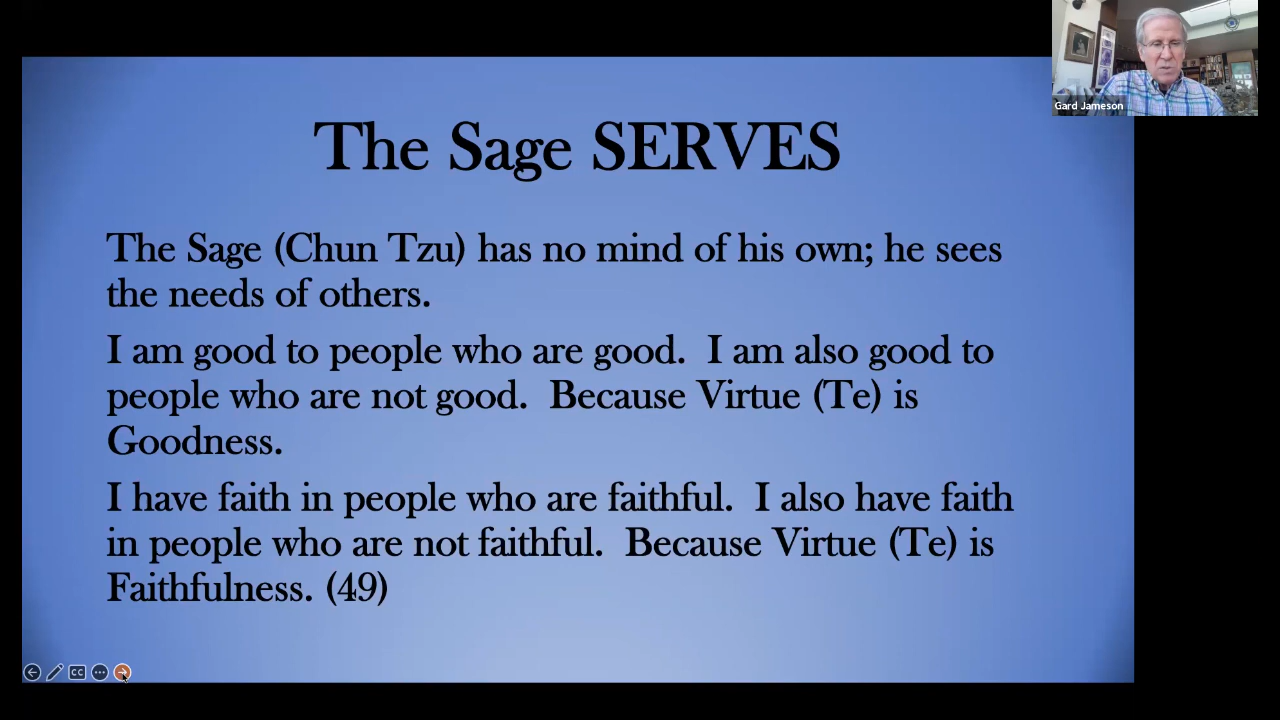 Gard Jameson
The Sage SERVES
The Sage (Chun Tzu) has no mind of his own; he sees
the needs of others.
I am good to people who are good.  I am also good to
people who are not good.  Because Virtue (Te) is
Goodness.
I have faith in people who are faithful.  I also have faith
in people who are not faithful.  Because Virtue (Te) is
Faithfulness. (49)
CC